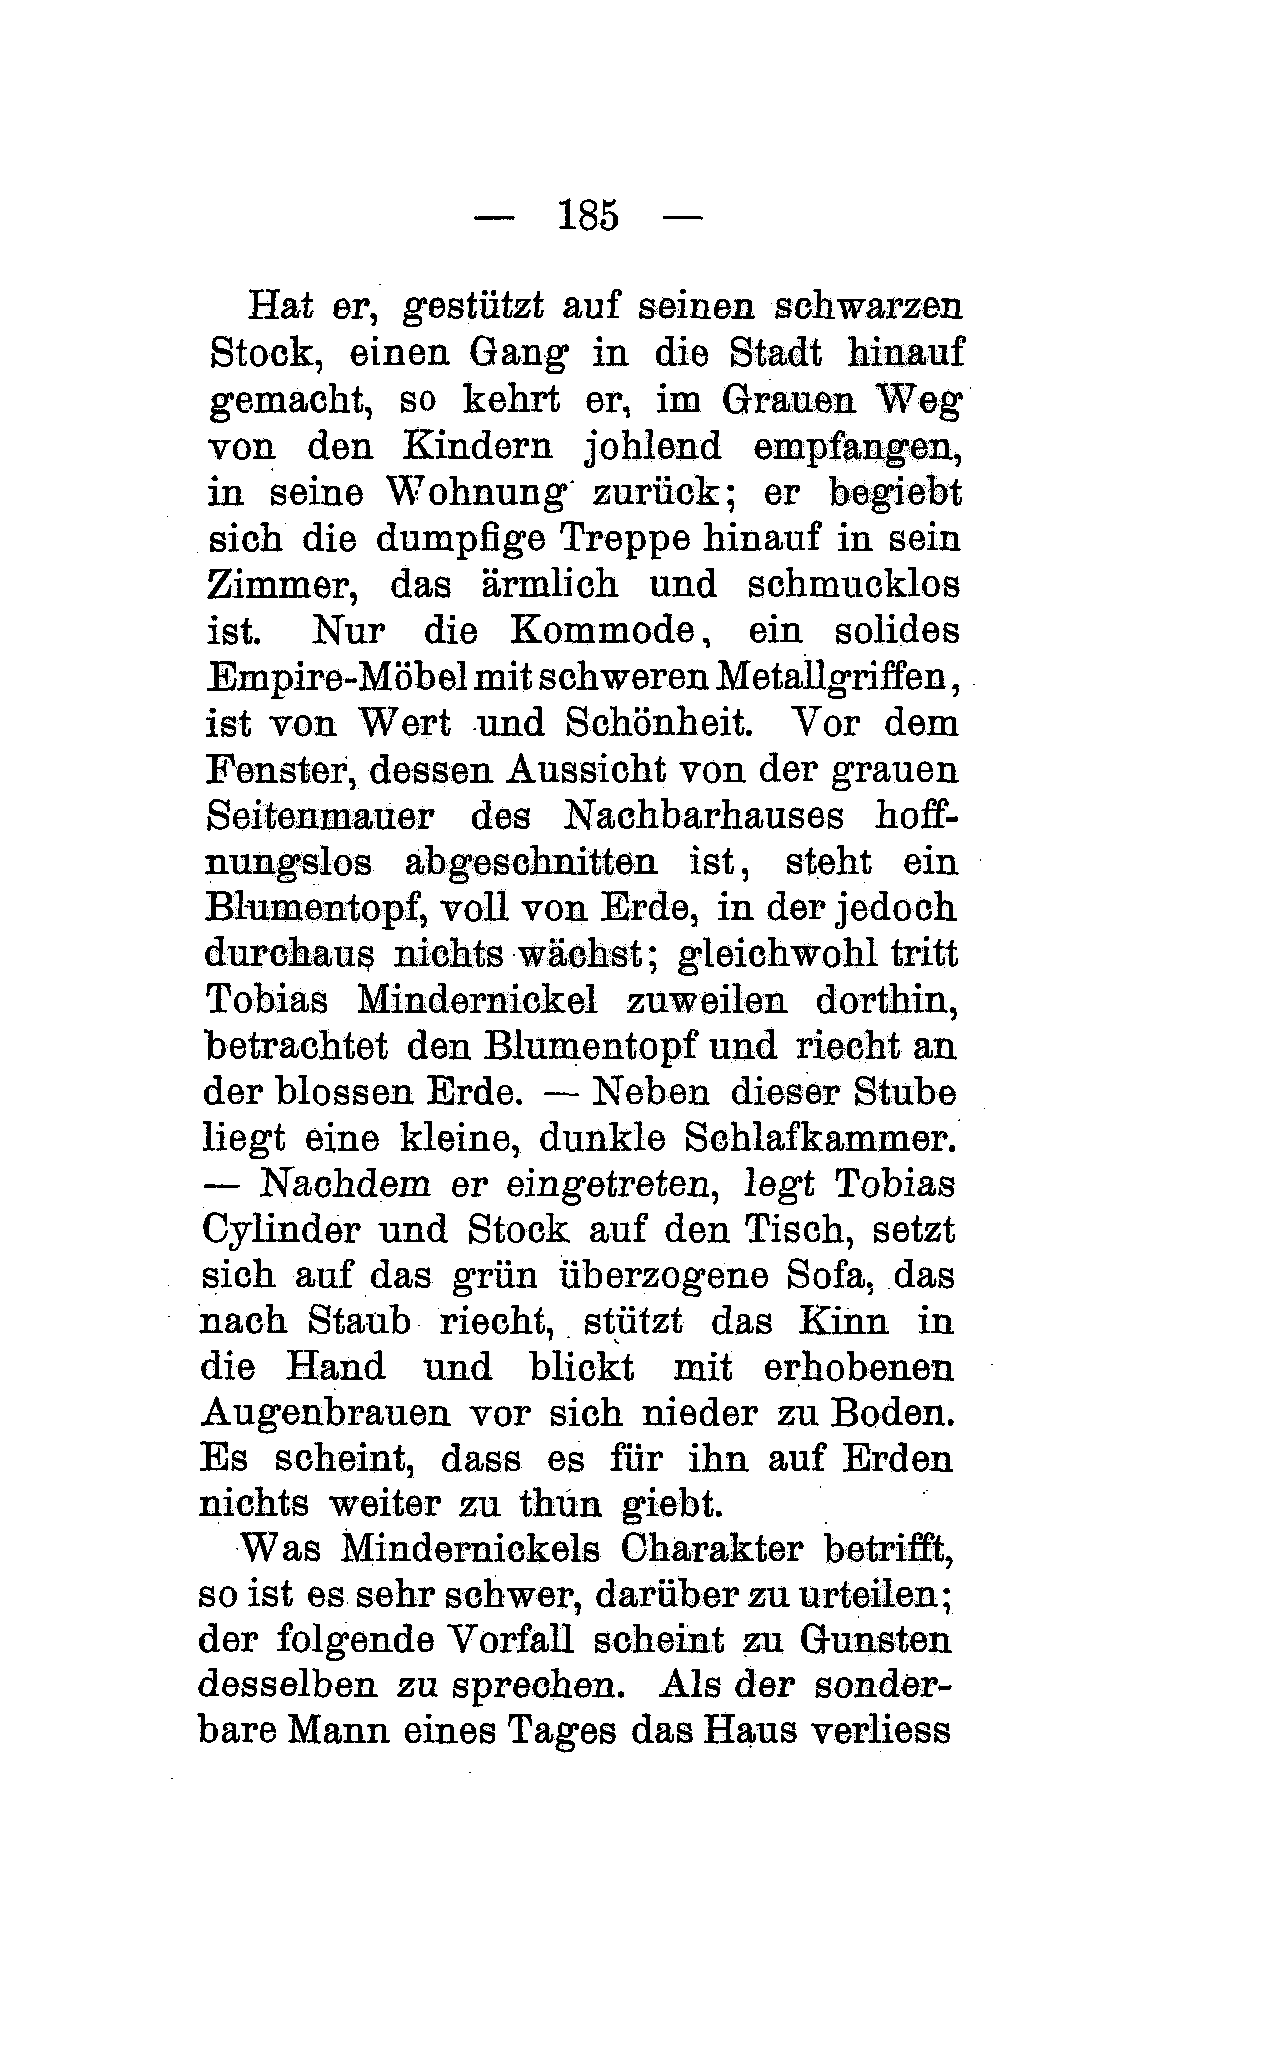 — 185 —
Hat er, gestützt auf seinen schwarzen
Stock, einen Gang in die Stadt hinauf
gemacht, so kehrt er, im Grauen Weg
von den Kindern johlend empfangen,
in seine Wohnung zurück; er begiebt
sich die dumpfige Treppe hinauf in sein
Zimmer, das ärmlich und schmucklos
ist. Nur die Kommode, ein solides
Empire-Möbel mit schweren Metallgriffen,
ist von Wert und Schönheit. Vor dem
Fenster, dessen Aussicht von der grauen
Seitenmauer des Nachbarhauses hoff-
nungslos abgeschnitten ist, steht ein
Blumentopf, voll von Erde, in der jedoch
durchaus nichts wächst; gleichwohl tritt
Tobias Mindernickel zuweilen dorthin,
betrachtet den Blumentopf und riecht an
der blossen Erde. — Neben dieser Stube
liegt eine kleine, dunkle Schlafkammer.
— Nachdem er eingetreten, legt Tobias
Cylinder und Stock auf den Tisch, setzt
sich auf das grün überzogene Sofa, das
nach Staub riecht, stützt das Kinn in
die Hand und blickt mit erhobenen
Augenbrauen vor sich nieder zu Boden.
Es scheint, dass es für ihn auf Erden
nichts weiter zu thun giebt.
Was Mindernickels Charakter betrifft,
so ist es sehr schwer, darüber zu urteilen;
der folgende Vorfall scheint zu Gunsten
desselben zu sprechen. Als der sonder-
bare Mann eines Tages das Haus verliess